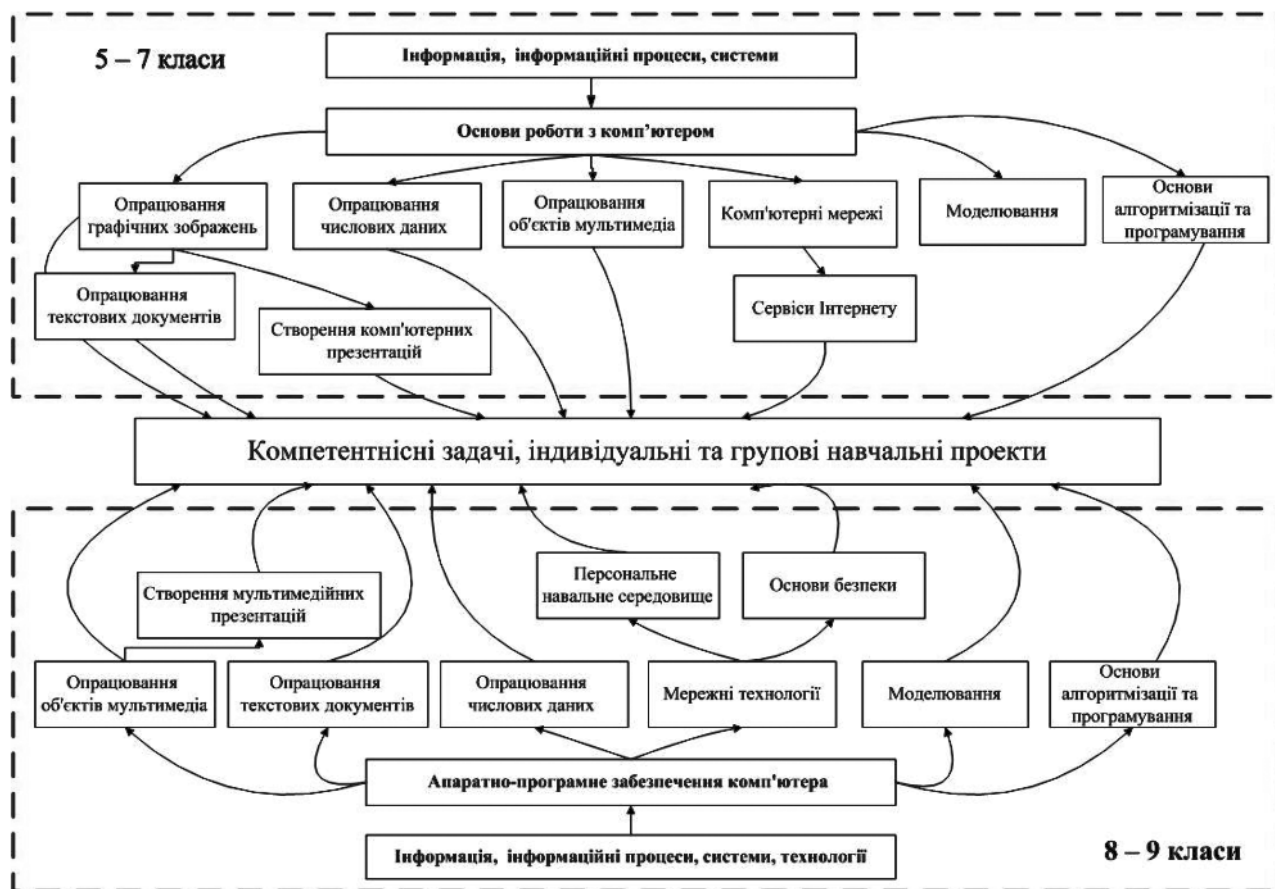 5 – 7 класи
Інформація, інформаційні процеси, системи
Основи роботи з комп’ютером
Опрацювання
графічних зображень
Опрацювання
числових даних
Опрацювання
об'єктів мультимедіа
Комп'ютерні мережі
Моделювання
Основи
алгоритмізації та
програмування
Опрацювання
текстових документів
Створення комп'ютерних
презентацій
Сервіси Інтернету
Компетентнісні задачі, індивідуальні та групові навчальні проекти
Створення мультимедійних
презентацій
Персональне
навальне середовище
Основи безпеки
Опрацювання
об'єктів мультимедіа
Опрацювання
текстових документів
Опрацювання
числових даних
Мережні технології
Моделювання
Основи
алгоритмізації та
програмування
Апаратно-програмне забезпечення комп'ютера
Інформація, інформаційні процеси, системи, технології
8 – 9 класи